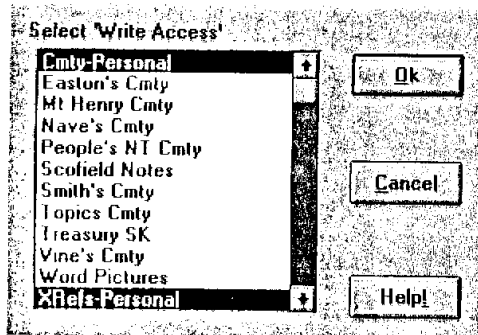 Select 'Write Access'
Cmty-Personal
Easton's Cmty
Mt Henry Cmty
Nave's Cmty
People's NT Cmty
Scofield Notes
Smith's Cmty
Topics Cmty
Treasury SK
Vine's Cmty
Word Pictures
XRefs-Personal
Ok
Cancel
Help!